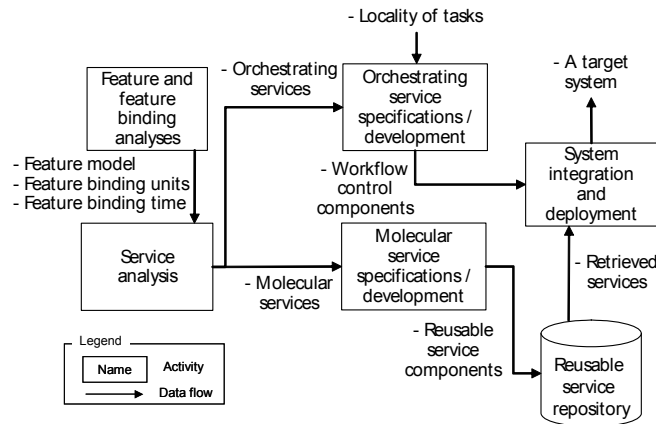 - Locality of tasks
Feature and
feature
binding
analyses
- Orchestrating
services
Orchestrating
service
specifications /
development
- A target
system
- Feature model
- Feature binding units
- Feature binding time
- Workflow
control
components
System
integration
and
deployment
Service
analysis
- Molecular
services
Molecular
service
specifications /
development
- Retrieved
services
- Reusable
service
components
Reusable
service
repository
Legend
Name
Activity
Data flow